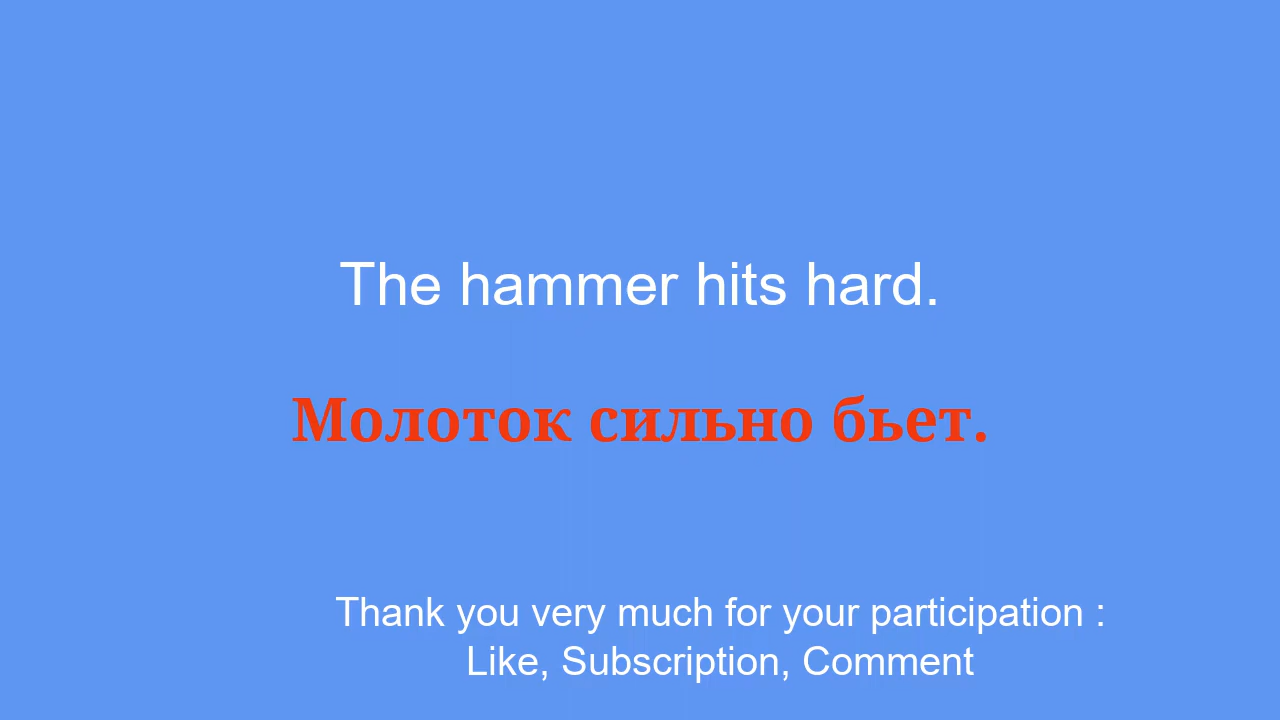 The hammer hits hard.
Молоток сильно бьет.
Thank you very much for your participation :
Like, Subscription, Comment